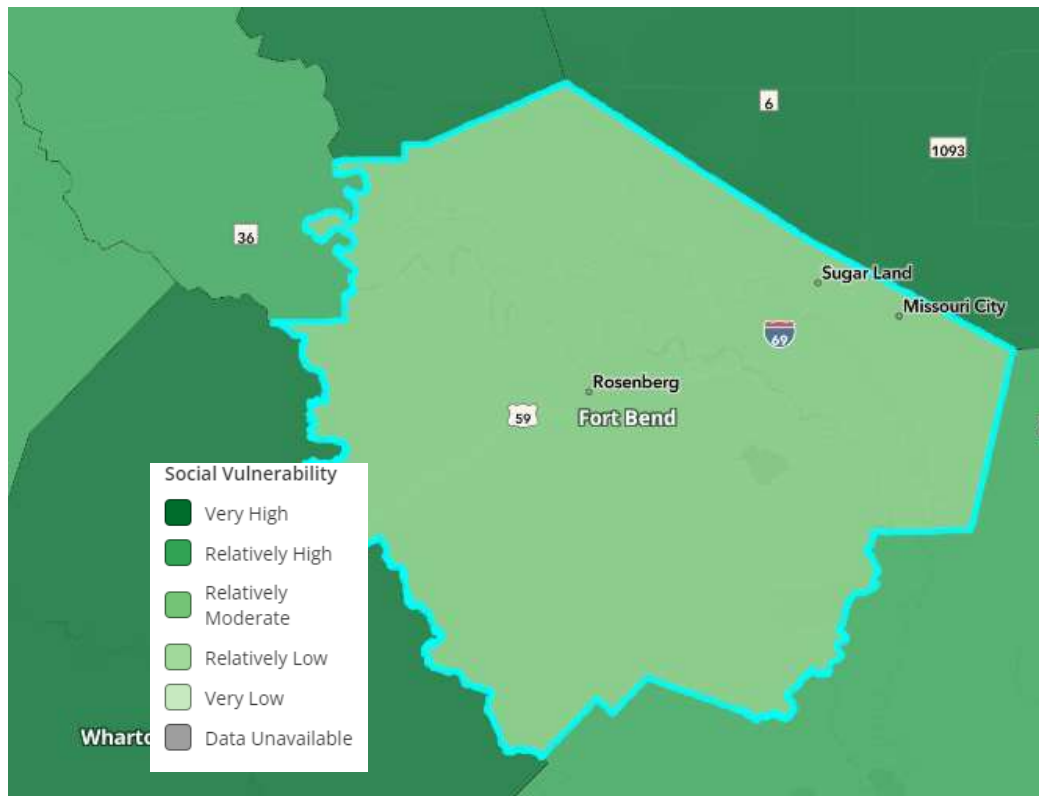 6
1093
36
Sugar Land
Missouri City
69
Rosenberg
59
Fort Bend
Social Vulnerability
Very High
Relatively High
Relatively
Moderate
Relatively Low
Very Low
Data Unavailable